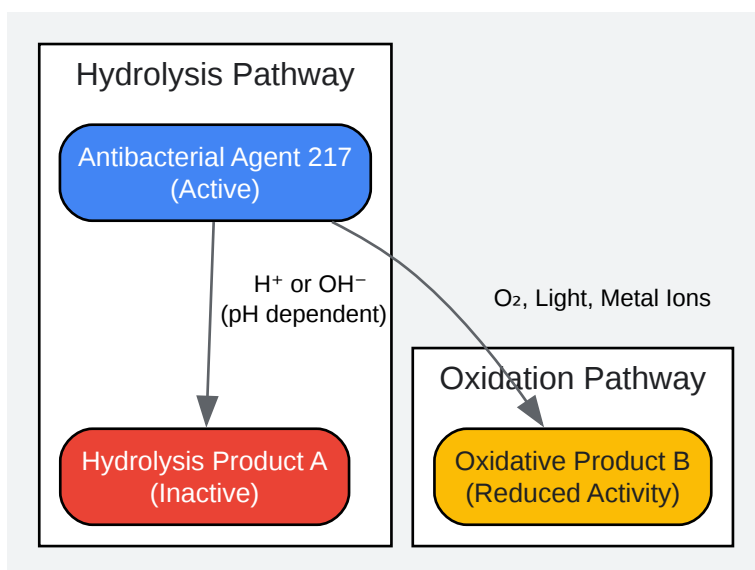 Hydrolysis Pathway
Antibacterial Agent 217
(Active)
H⁺ or OH⁻
(pH dependent)
O₂, Light, Metal Ions
Oxidation Pathway
Hydrolysis Product A
(Inactive)
Oxidative Product B
(Reduced Activity)